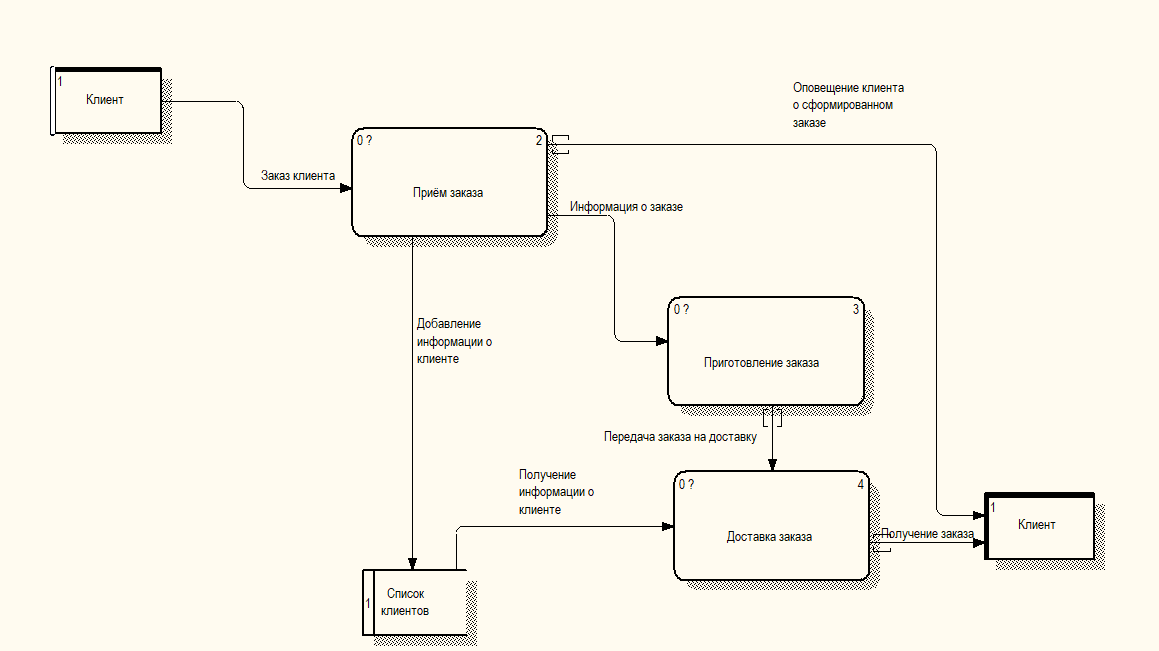 1
Клиент
Оповещение клиента
о сформированном
заказе
0 ?
2
Заказ клиента
Приём заказа
Информация о заказе
0 ?
3
Добавление
информации о
клиенте
Приготовление заказа
Передача заказа на доставку
Получение
информации о
клиенте
0 ?
4
Доставка заказа
Получение заказа
1
Клиент
1
Список
клиентов